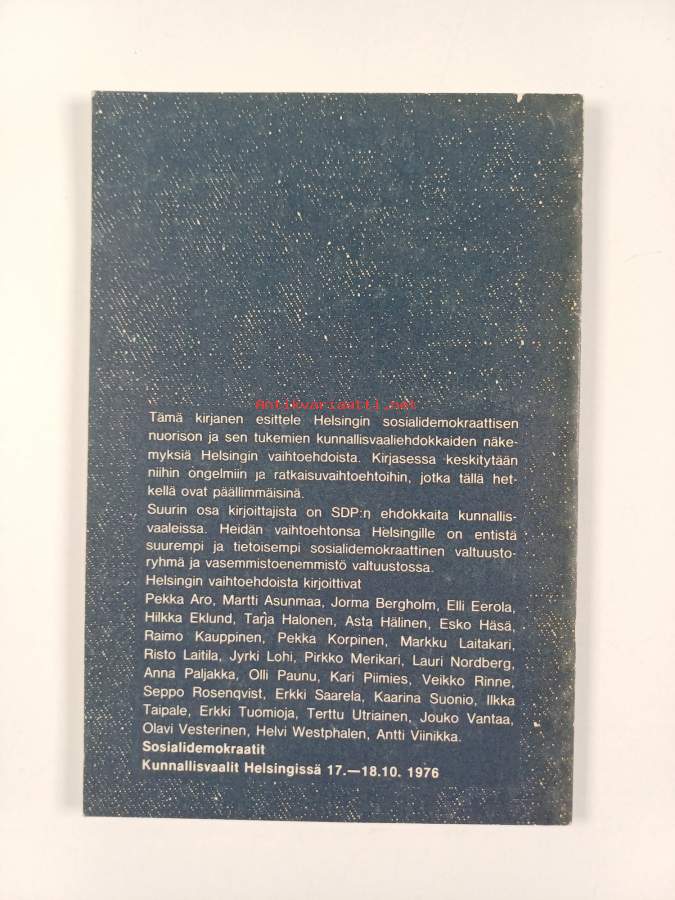 Antikvariaatti.net
Tämä kirjanen esittele Helsingin sosialidemokraattisen
nuorison ja sen tukemien kunnallisvaaliehdokkaiden näke-
myksiä Helsingin vaihtoehdoista. Kirjasessa keskitytään
niihin ongelmiin ja ratkaisuvaihtoehtoihin, jotka tällä het-
kellä ovat päällimmäisinä.
Suurin osa kirjoittajista on SDP:n ehdokkaita kunnallis-
vaaleissa. Heidän vaihtoehtonsa Helsingille on entistä
suurempi ja tietoisempi sosialidemokraattinen valtuusto-
ryhmä ja vasemmistoenemmistö valtuustossa.
Helsingin vaihtoehdoista kirjoittivat
Pekka Aro, Martti Asunmaa, Jorma Bergholm, Elli Eerola,
Hilkka Eklund, Tarja Halonen, Asta Hälinen, Esko Häsä,
Raimo Kauppinen, Pekka Korpinen, Markku Laitakari,
Risto Laitila, Jyrki Lohi, Pirkko Merikari, Lauri Nordberg,
Anna Paljakka, Olli Paunu, Kari Piimies, Veikko Rinne,
Seppo Rosenqvist, Erkki Saarela, Kaarina Suonio, Ilkka
Taipale, Erkki Tuomioja, Terttu Utriainen, Jouko Vantaa,
Olavi Vesterinen, Helvi Westphalen, Antti Viinikka.
Sosialidemokraatit
Kunnallisvaalit Helsingissä 17.—18.10. 1976